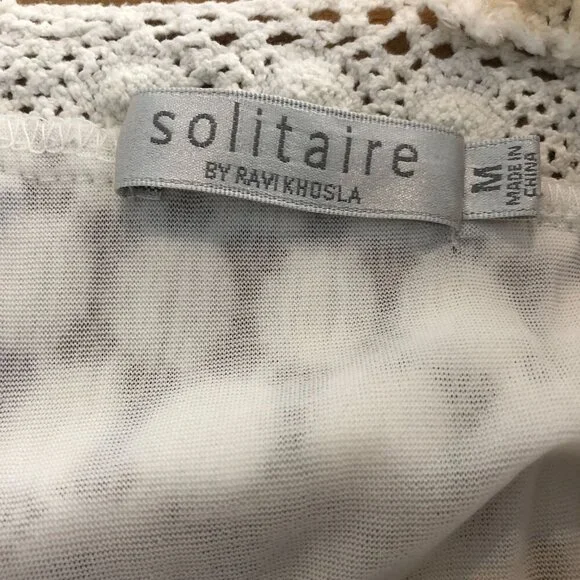 solitaire
BY RAVI KHOSLA
M
MADE IN
CHINA